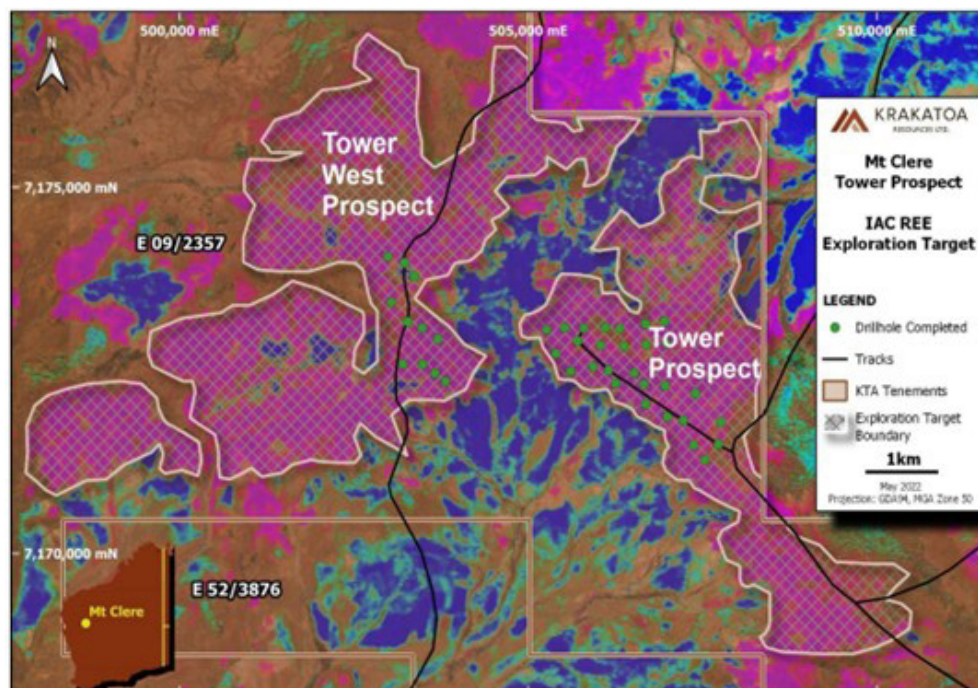 500,000 mE
505,000 mE
510,000 mE
N
7,175,000 mN
7,170,000 mN
Tower
West
Prospect
E 09/2357
Tower
Prospect
E 52/3876
Mt Clere
KRAKATOA
RESOURCES LTD.
Mt Clere
Tower Prospect
IAC REE
Exploration Target
LEGEND
Drillhole Completed
Tracks
KTA Tenements
Exploration Target
Boundary
1km
May 2022
Projection: GDA94, MGA Zone 50